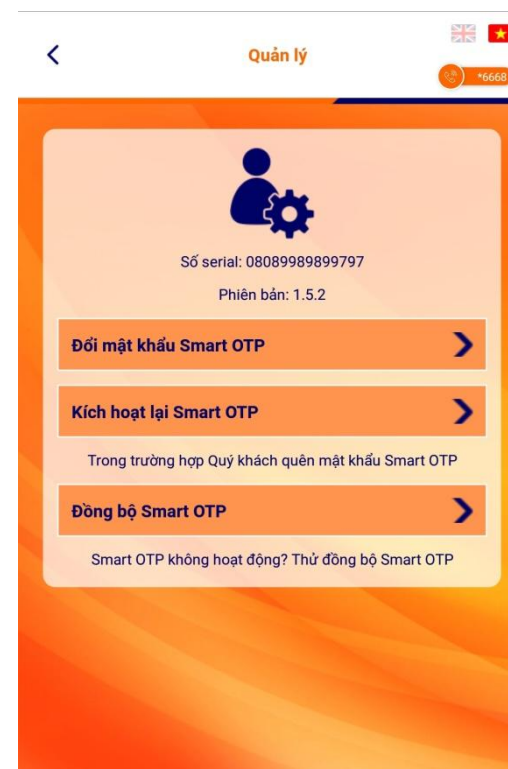 Quản lý
*6668
Số serial: 08089989899797
Phiên bản: 1.5.2
Đổi mật khẩu Smart OTP
Kích hoạt lại Smart OTP
Trong trường hợp Quý khách quên mật khẩu Smart OTP
Đồng bộ Smart OTP
Smart OTP không hoạt động? Thử đồng bộ Smart OTP